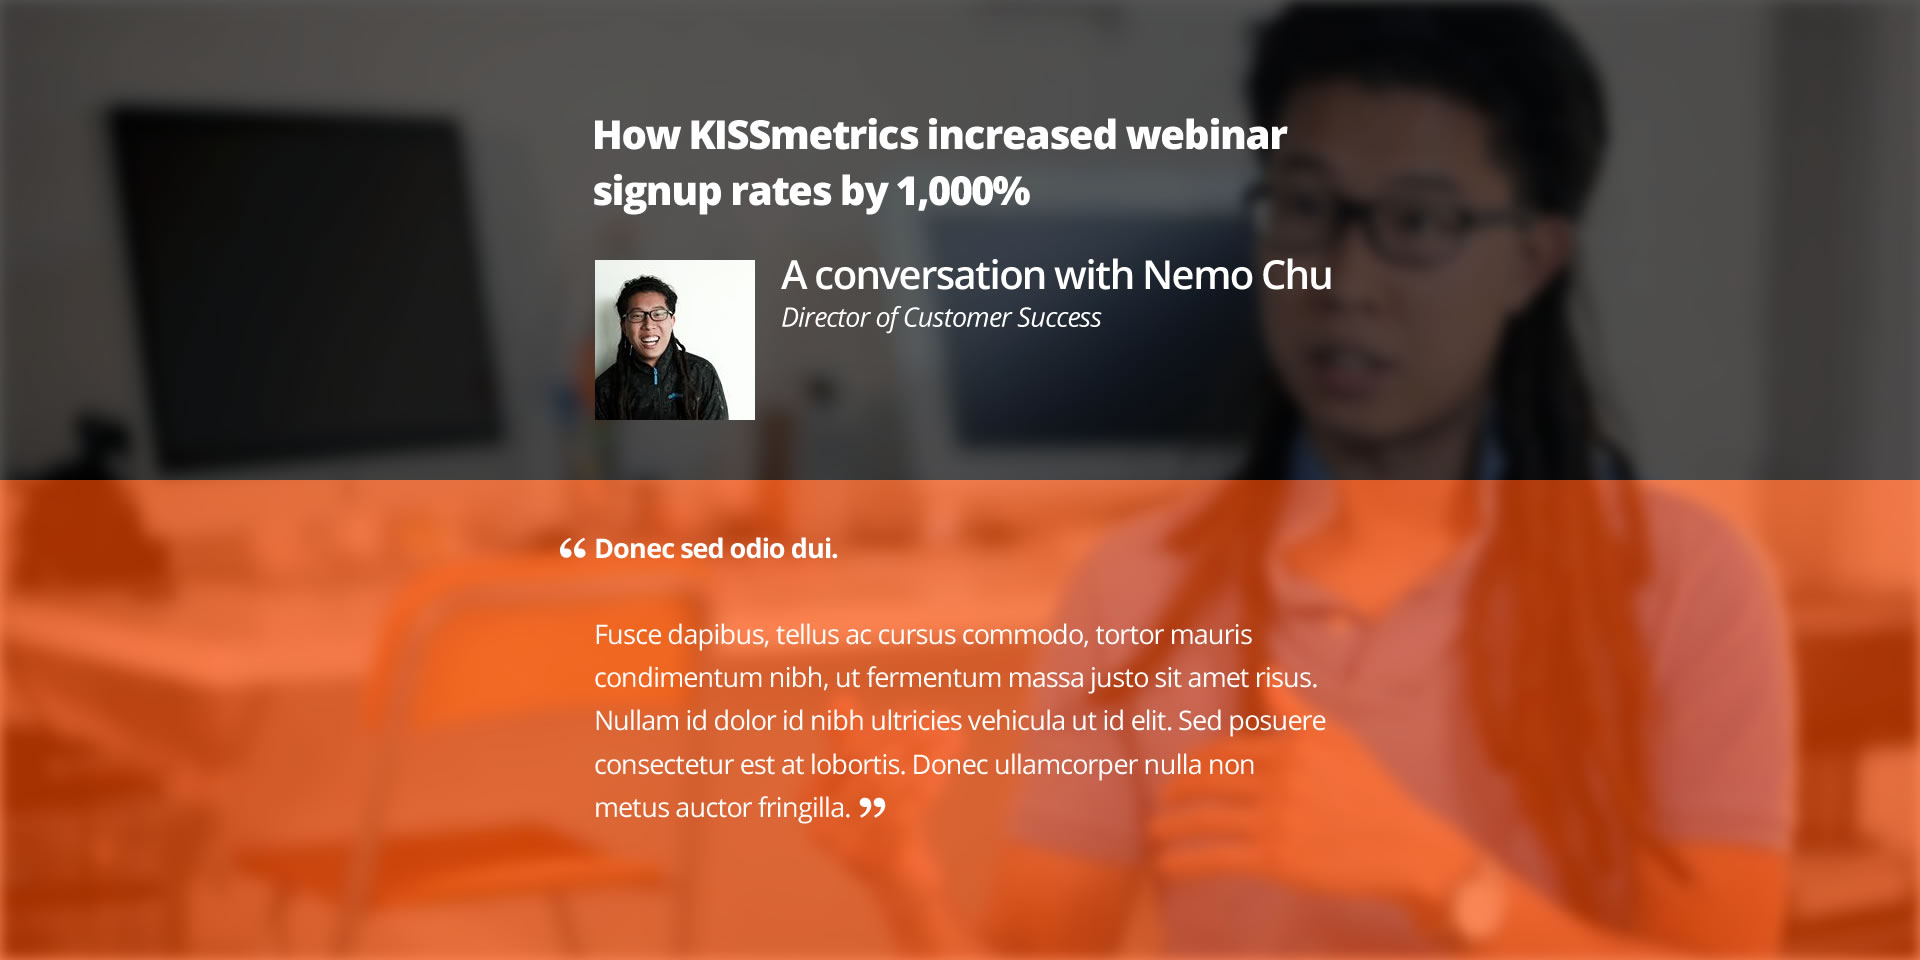 How KISSmetrics increased webinar
signup rates by 1,000%
A conversation with Nemo Chu
Director of Customer Success
“ Donec sed odio dui.
Fusce dapibus, tellus ac cursus commodo, tortor mauris
condimentum nibh, ut fermentum massa justo sit amet risus.
Nullam id dolor id nibh ultricies vehicula ut id elit. Sed posuere
consectetur est at lobortis. Donec ullamcorper nulla non
metus auctor fringilla. ”